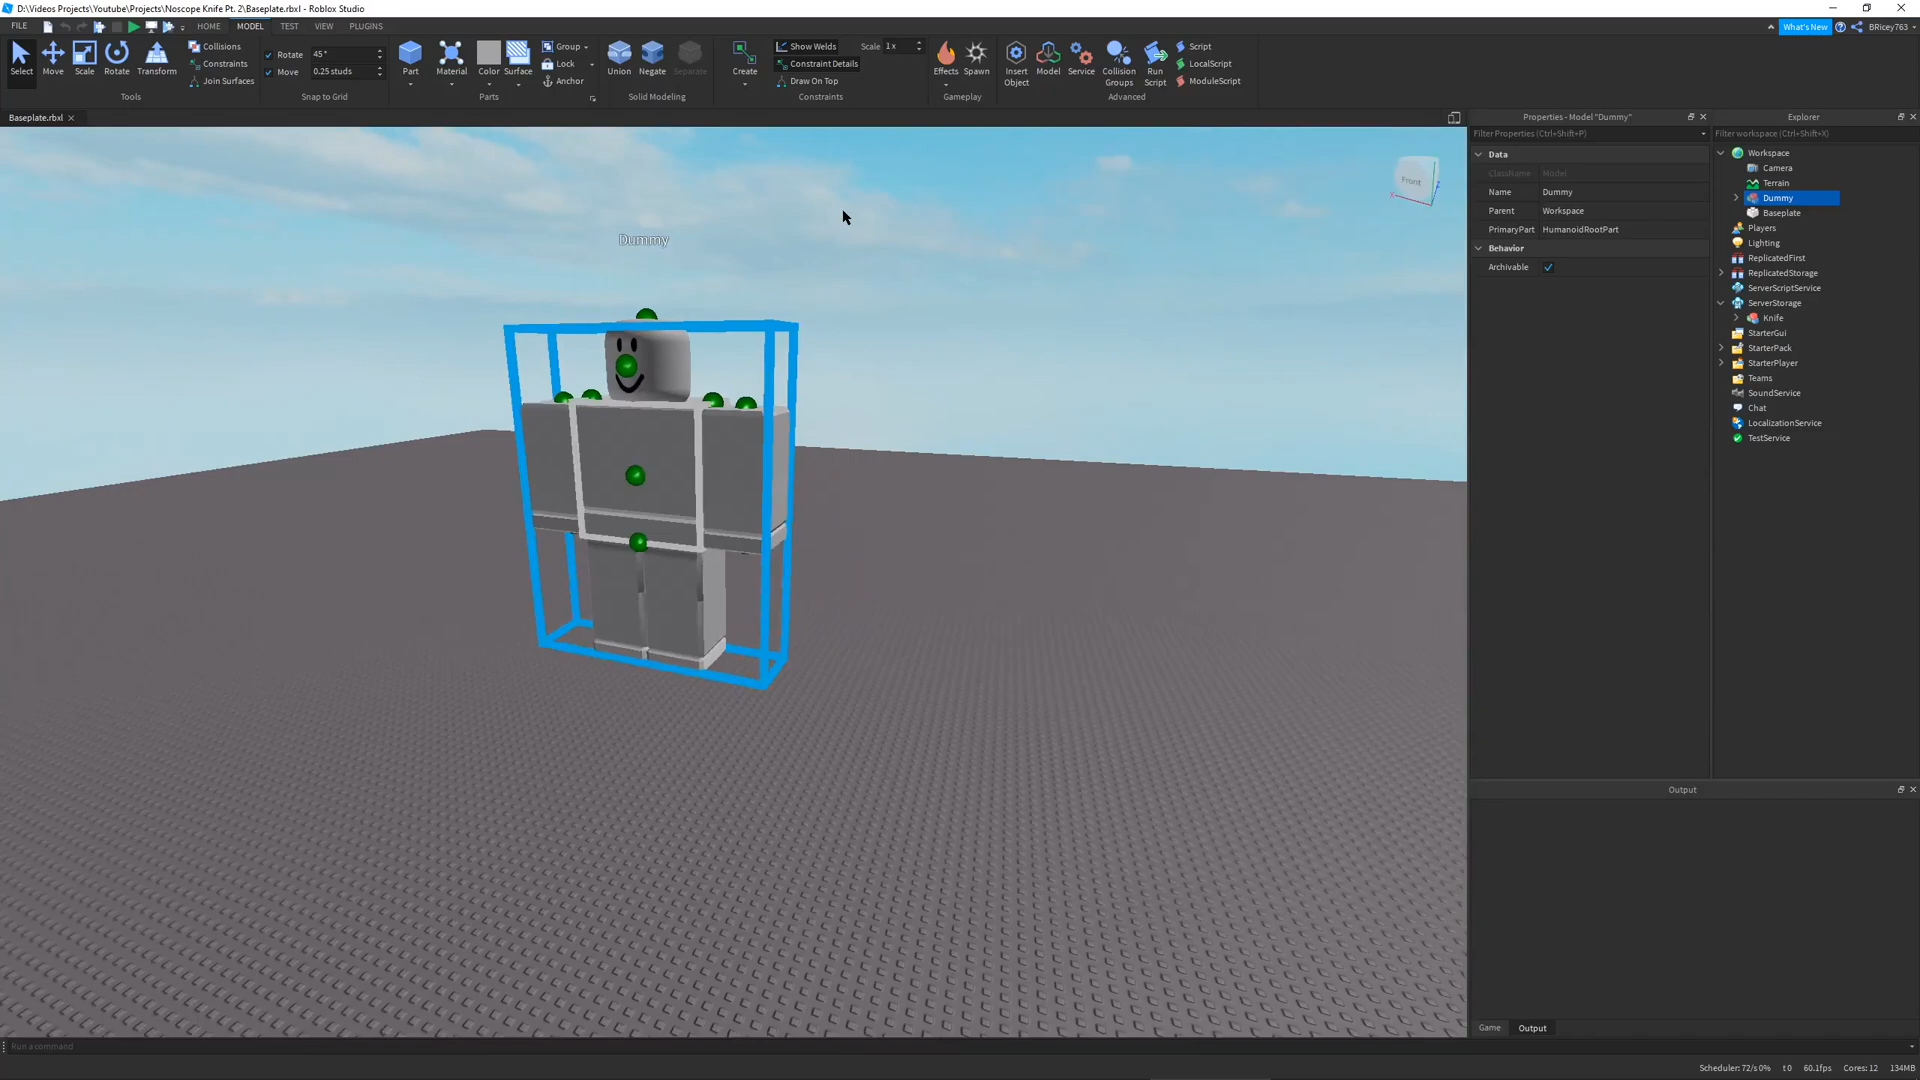 D:\Videos Projects\Youtube\Projects\Noscope Knife Pt. 2\Baseplate.rbxl - Roblox Studio
FILE HOME MODEL TEST VIEW PLUGINS
What's New BRicey763
Select Move Scale Rotate Transform
Collisions
Constraints
Join Surfaces
Tools
Rotate 45°
Move 0.25 studs
Snap to Grid
Part Material Color Surface
Group
Lock
Anchor
Parts
Union Negate Separate
Solid Modeling
Create
Show Welds
Constraint Details
Draw On Top
Scale 1 x
Constraints
Effects Spawn
Gameplay
Insert Object
Model
Service
Collision Groups
Run Script
Script
LocalScript
ModuleScript
Advanced
Baseplate.rbxl
Dummy
Front
X
Z
Properties - Model "Dummy"
Filter Properties (Ctrl+Shift+P)
Data
ClassName Model
Name Dummy
Parent Workspace
PrimaryPart HumanoidRootPart
Behavior
Archivable
Explorer
Filter workspace (Ctrl+Shift+X)
Workspace
Camera
Terrain
Dummy
Baseplate
Players
Lighting
ReplicatedFirst
ReplicatedStorage
ServerScriptService
ServerStorage
Knife
StarterGui
StarterPack
StarterPlayer
Teams
SoundService
Chat
LocalizationService
TestService
Output
Game Output
Run a command
Scheduler: 72/s 0% t 0 60.1fps Cores: 12 134MB